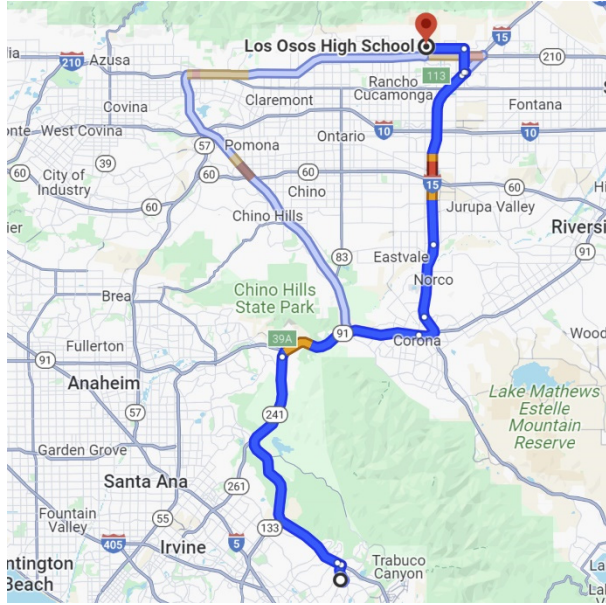 Los Osos High School
15
210
Azusa
210
113
Rancho
Cucamonga
Covina
Claremont
Fontana
West Covina
57
Pomona
Ontario
10
10
39
60
City of
Industry
Chino
60
15
60
Chino Hills
Jurupa Valley
60
Riversi
83
Eastvale
91
Norco
Brea
Chino Hills
State Park
Fullerton
39A
91
Corona
Wood
91
Anaheim
57
241
Lake Mathews
Estelle
Mountain
Reserve
Garden Grove
Santa Ana
261
Fountain
Valley
55
133
405
Irvine
5
Trabuco
Canyon
ntington
Beach